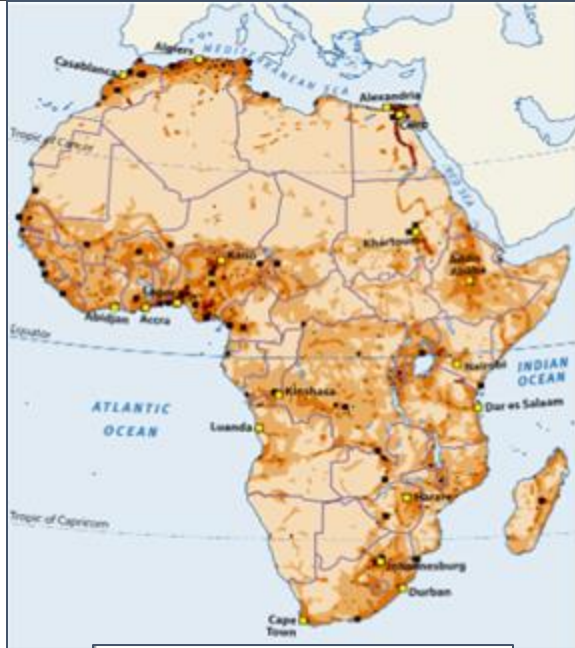 Algiers
MEDITERRANEAN SEA
Casablanca
Alexandria
Cairo
Tropic of Cancer
RED SEA
Khartoum
Kano
Addis
Ababa
Lagos
Abidjan
Accra
Equator
Nairobi
INDIAN
OCEAN
Kinshasa
Dar es Salaam
ATLANTIC
OCEAN
Luanda
Harare
Tropic of Capricorn
Johannesburg
Durban
Cape
Town